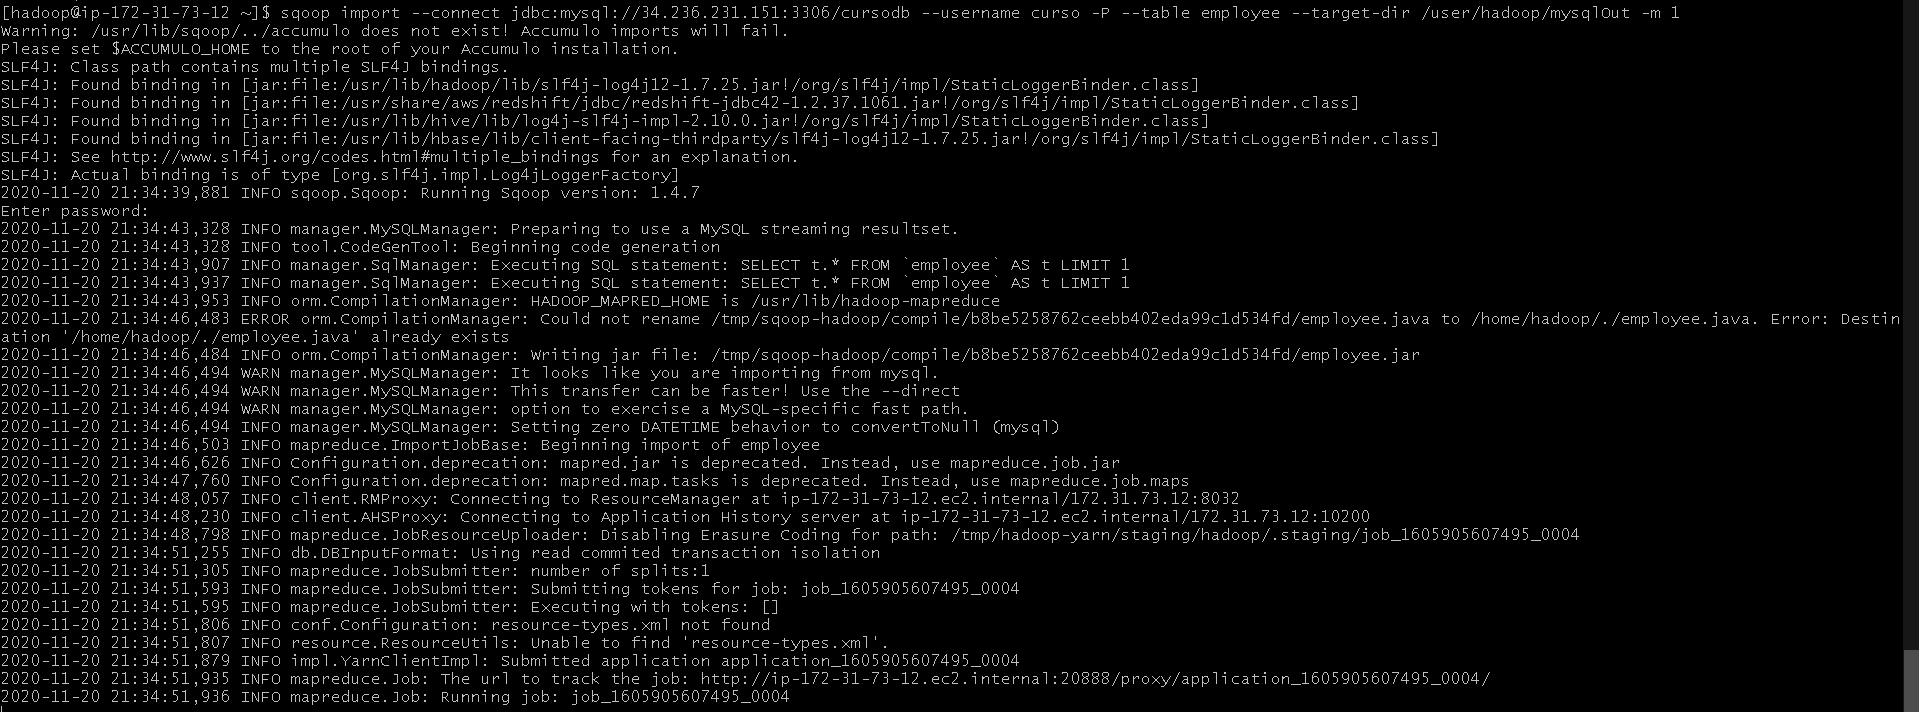 [hadoop@ip-172-31-73-12 ~]$ sqoop import --connect jdbc:mysql://34.236.231.151:3306/cursodb --username curso -P --table employee --target-dir /user/hadoop/mysqlOut -m 1
Warning: /usr/lib/sqoop/../accumulo does not exist! Accumulo imports will fail.
Please set $ACCUMULO_HOME to the root of your Accumulo installation.
SLF4J: Class path contains multiple SLF4J bindings.
SLF4J: Found binding in [jar:file:/usr/lib/hadoop/lib/slf4j-log4j12-1.7.25.jar!/org/slf4j/impl/StaticLoggerBinder.class]
SLF4J: Found binding in [jar:file:/usr/share/aws/redshift/jdbc/redshift-jdbc42-1.2.37.1061.jar!/org/slf4j/impl/StaticLoggerBinder.class]
SLF4J: Found binding in [jar:file:/usr/lib/hive/lib/log4j-slf4j-impl-2.10.0.jar!/org/slf4j/impl/StaticLoggerBinder.class]
SLF4J: Found binding in [jar:file:/usr/lib/hbase/lib/client-facing-thirdparty/slf4j-log4j12-1.7.25.jar!/org/slf4j/impl/StaticLoggerBinder.class]
SLF4J: See http://www.slf4j.org/codes.html#multiple_bindings for an explanation.
SLF4J: Actual binding is of type [org.slf4j.impl.Log4jLoggerFactory]
2020-11-20 21:34:39,881 INFO sqoop.Sqoop: Running Sqoop version: 1.4.7
Enter password:
2020-11-20 21:34:43,328 INFO manager.MySQLManager: Preparing to use a MySQL streaming resultset.
2020-11-20 21:34:43,328 INFO tool.CodeGenTool: Beginning code generation
2020-11-20 21:34:43,907 INFO manager.SqlManager: Executing SQL statement: SELECT t.* FROM `employee` AS t LIMIT 1
2020-11-20 21:34:43,937 INFO manager.SqlManager: Executing SQL statement: SELECT t.* FROM `employee` AS t LIMIT 1
2020-11-20 21:34:43,953 INFO orm.CompilationManager: HADOOP_MAPRED_HOME is /usr/lib/hadoop-mapreduce
2020-11-20 21:34:46,483 ERROR orm.CompilationManager: Could not rename /tmp/sqoop-hadoop/compile/b8be5258762ceebb402eda99c1d534fd/employee.java to /home/hadoop/./employee.java. Error: Destin
ation '/home/hadoop/./employee.java' already exists
2020-11-20 21:34:46,484 INFO orm.CompilationManager: Writing jar file: /tmp/sqoop-hadoop/compile/b8be5258762ceebb402eda99c1d534fd/employee.jar
2020-11-20 21:34:46,494 WARN manager.MySQLManager: It looks like you are importing from mysql.
2020-11-20 21:34:46,494 WARN manager.MySQLManager: This transfer can be faster! Use the --direct
2020-11-20 21:34:46,494 WARN manager.MySQLManager: option to exercise a MySQL-specific fast path.
2020-11-20 21:34:46,494 INFO manager.MySQLManager: Setting zero DATETIME behavior to convertToNull (mysql)
2020-11-20 21:34:46,503 INFO mapreduce.ImportJobBase: Beginning import of employee
2020-11-20 21:34:46,626 INFO Configuration.deprecation: mapred.jar is deprecated. Instead, use mapreduce.job.jar
2020-11-20 21:34:47,760 INFO Configuration.deprecation: mapred.map.tasks is deprecated. Instead, use mapreduce.job.maps
2020-11-20 21:34:48,057 INFO client.RMProxy: Connecting to ResourceManager at ip-172-31-73-12.ec2.internal/172.31.73.12:8032
2020-11-20 21:34:48,230 INFO client.AHSProxy: Connecting to Application History server at ip-172-31-73-12.ec2.internal/172.31.73.12:10200
2020-11-20 21:34:48,798 INFO mapreduce.JobResourceUploader: Disabling Erasure Coding for path: /tmp/hadoop-yarn/staging/hadoop/.staging/job_1605905607495_0004
2020-11-20 21:34:51,255 INFO db.DBInputFormat: Using read commited transaction isolation
2020-11-20 21:34:51,305 INFO mapreduce.JobSubmitter: number of splits:1
2020-11-20 21:34:51,593 INFO mapreduce.JobSubmitter: Submitting tokens for job: job_1605905607495_0004
2020-11-20 21:34:51,595 INFO mapreduce.JobSubmitter: Executing with tokens: []
2020-11-20 21:34:51,806 INFO conf.Configuration: resource-types.xml not found
2020-11-20 21:34:51,807 INFO resource.ResourceUtils: Unable to find 'resource-types.xml'.
2020-11-20 21:34:51,879 INFO impl.YarnClientImpl: Submitted application application_1605905607495_0004
2020-11-20 21:34:51,935 INFO mapreduce.Job: The url to track the job: http://ip-172-31-73-12.ec2.internal:20888/proxy/application_1605905607495_0004/
2020-11-20 21:34:51,936 INFO mapreduce.Job: Running job: job_1605905607495_0004